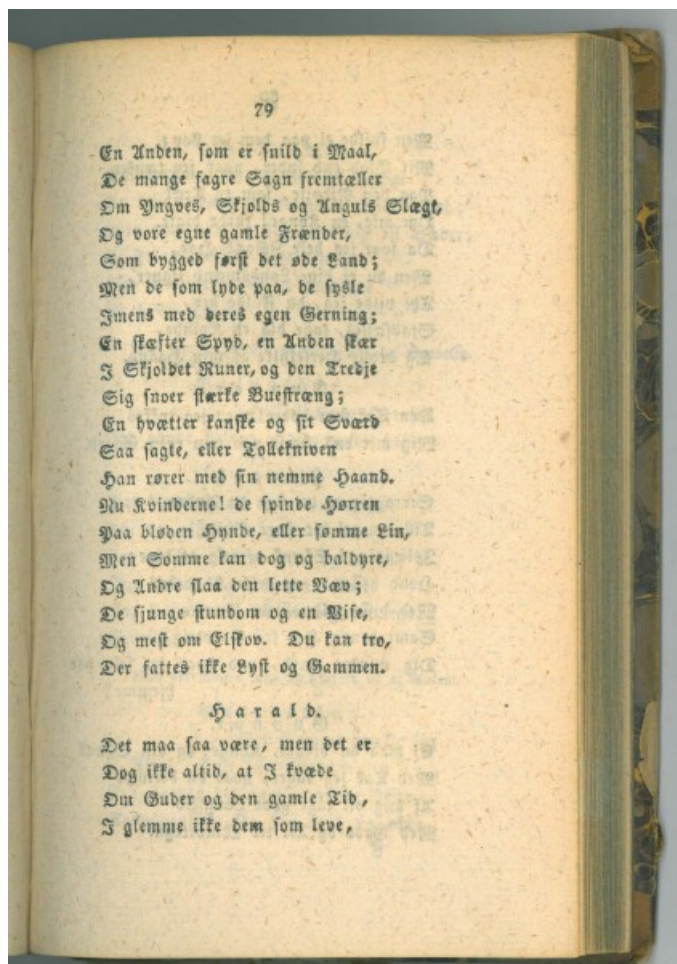 79
En Anden, som er snild i Maal,
De mange fagre Sagn fremtæller
Om Yngves, Skjolds og Anguls Slægt,
Og vore egne gamle Frænder,
Som bygged først det øde Land;
Men de som lyde paa, de sysle
Imens med deres egen Gerning;
En skæfter Spyd, en Anden skær
I Skjoldet Runer, og den Tredje
Sig snoer stærke Buestræng;
En hvætter kanske og sit Sværd
Saa sagte, eller Tollekniven
Han rører med sin nemme Haand.
Nu Kvinderne! de spinde Hørren
Paa bløden Hynde, eller sømme Lin,
Men Somme kan dog og baldyre,
Og Andre slaa den lette Væv;
De sjunge stundom og en Vise,
Og mest om Elskov. Du kan tro,
Der fattes ikke Lyst og Gammen.
Harald.
Det maa saa være, men det er
Dog ikke altid, at I kvæde
Om Guder og den gamle Tid,
I glemme ikke dem som leve,